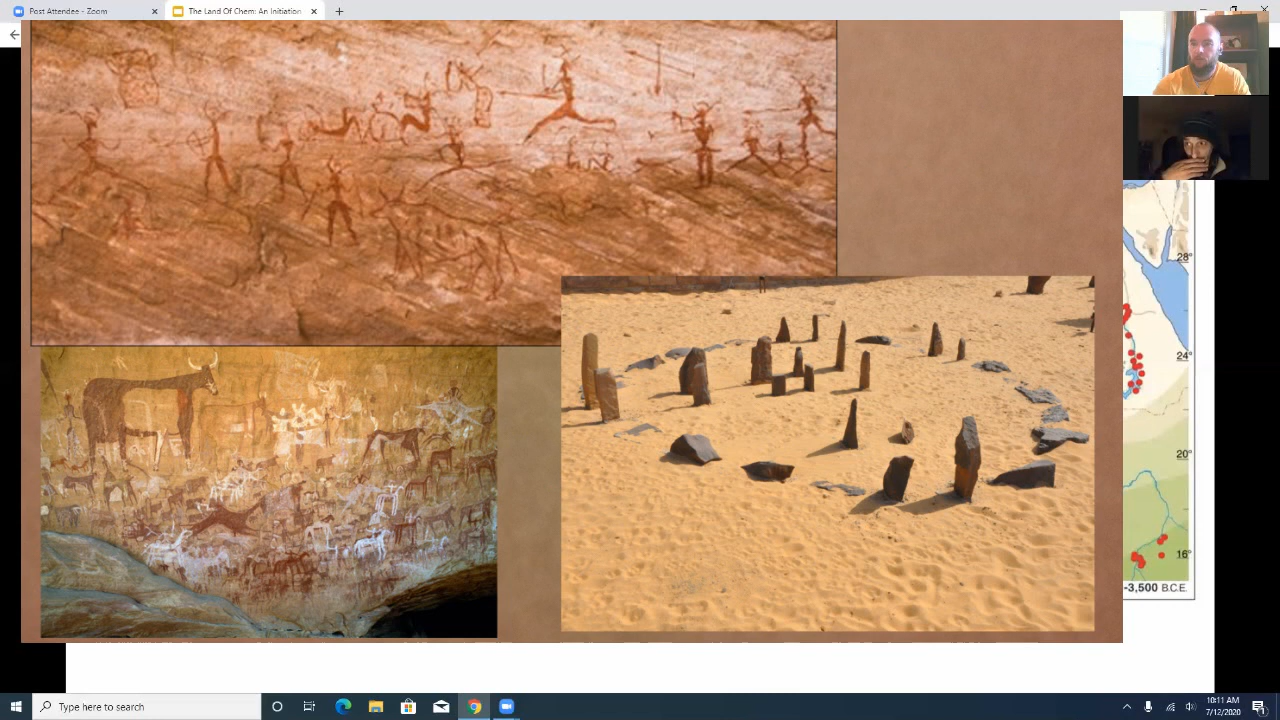 Post Attendee - Zoom
The Land Of Chem: An Initiation
28°
24°
20°
16°
-3,500 B.C.E.
Type here to search
10:11 AM
7/12/2020